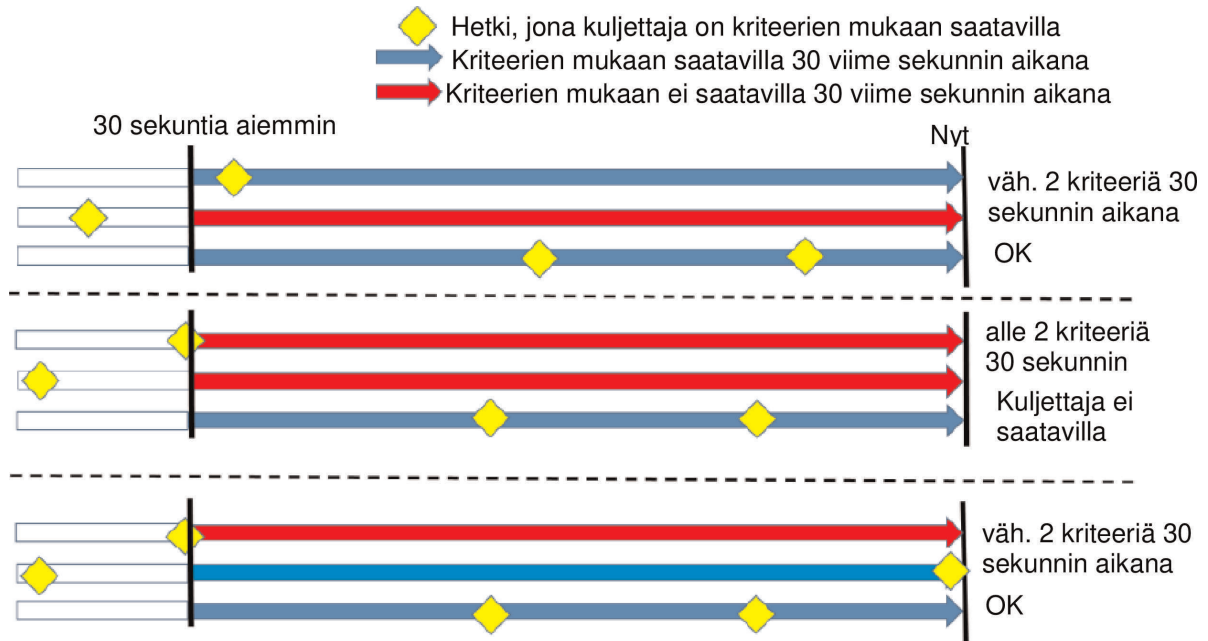 Hetki, jona kuljettaja on kriteerien mukaan saatavilla
Kriteerien mukaan saatavilla 30 viime sekunnin aikana
Kriteerien mukaan ei saatavilla 30 viime sekunnin aikana
30 sekuntia aiemmin
Nyt
väh. 2 kriteeriä 30
sekunnin aikana
OK
alle 2 kriteeriä
30 sekunnin
Kuljettaja ei
saatavilla
väh. 2 kriteeriä 30
sekunnin aikana
OK